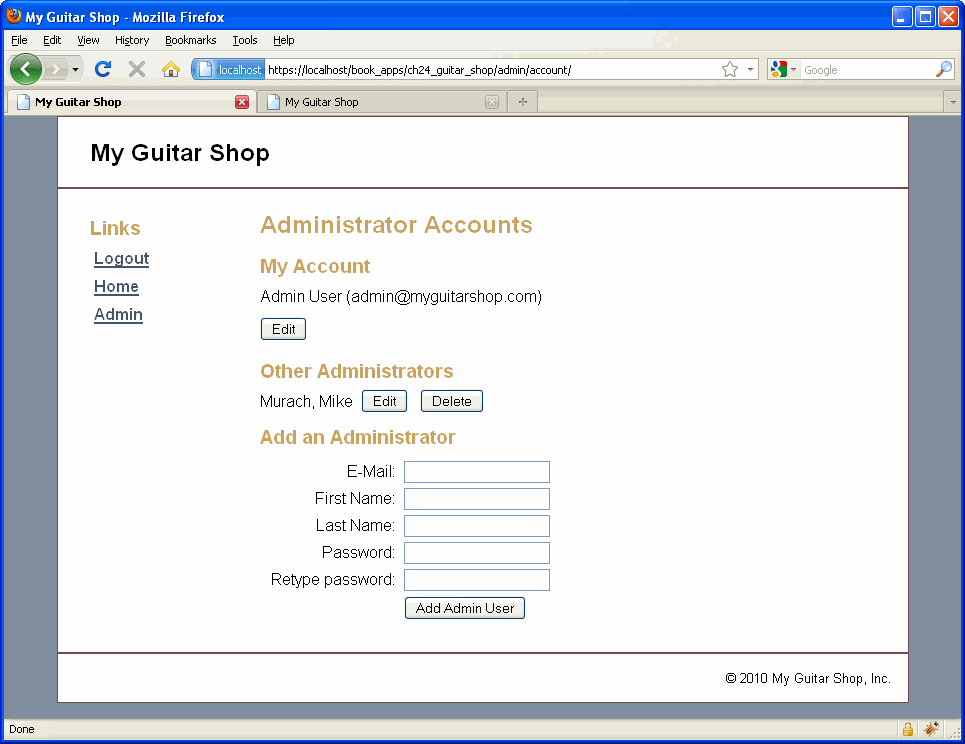 My Guitar Shop - Mozilla Firefox
File Edit View History Bookmarks Tools Help
localhost https://localhost/book_apps/ch24_guitar_shop/admin/account/ Google
My Guitar Shop My Guitar Shop
My Guitar Shop
Links
Logout
Home
Admin
Administrator Accounts
My Account
Admin User (admin@myguitarshop.com)
Edit
Other Administrators
Murach, Mike Edit Delete
Add an Administrator
E-Mail:
First Name:
Last Name:
Password:
Retype password:
Add Admin User
© 2010 My Guitar Shop, Inc.
Done